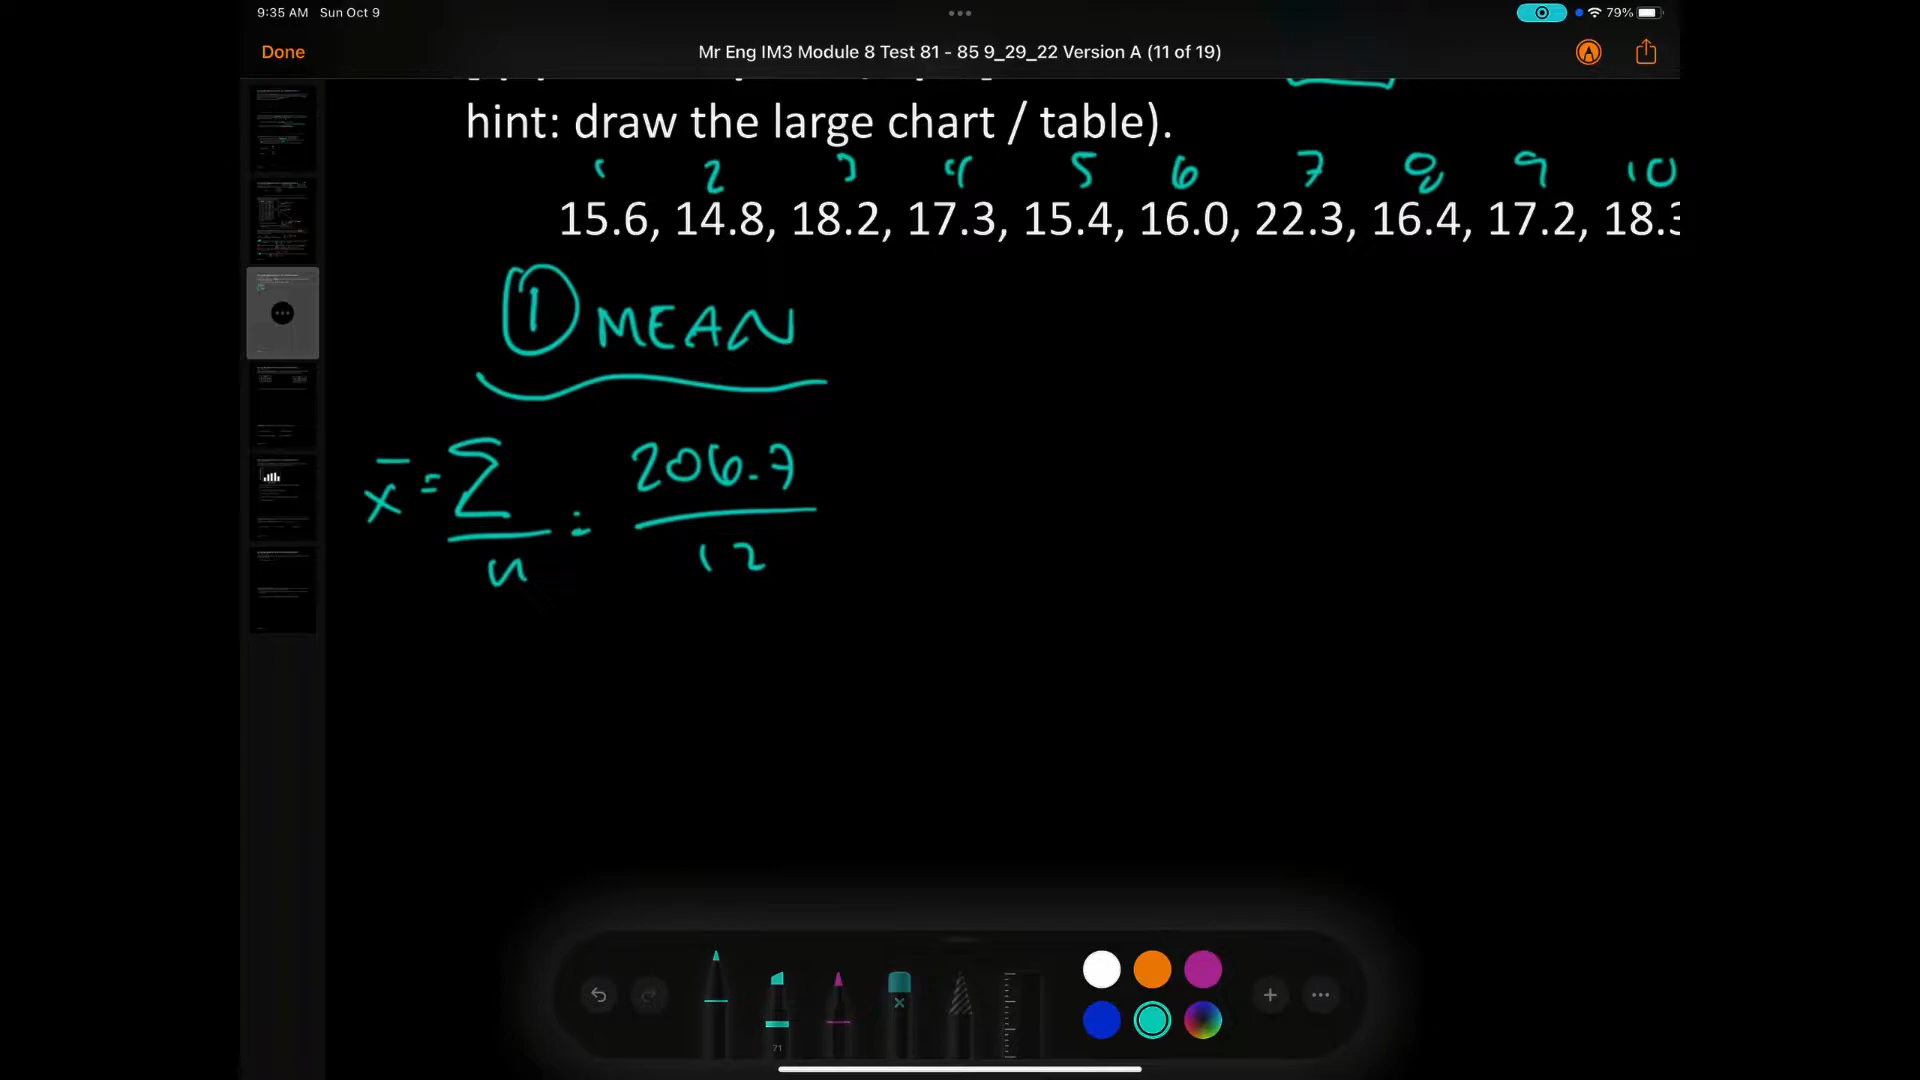 9:35 AM Sun Oct 9
79%
Done
Mr Eng IM3 Module 8 Test 81 - 85 9_29_22 Version A (11 of 19)
hint: draw the large chart / table).
1 2 3 4 5 6 7 8 9 10
15.6, 14.8, 18.2, 17.3, 15.4, 16.0, 22.3, 16.4, 17.2, 18.3
① MEAN
x̄ = Σ/n = 206.7/12
71